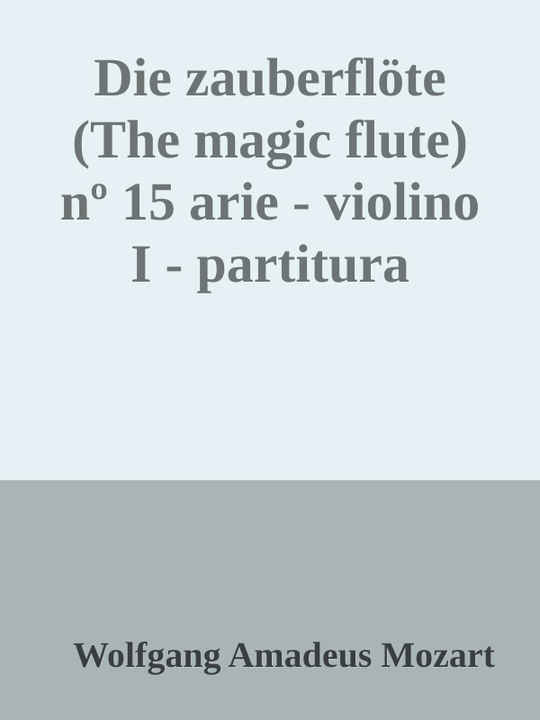 Die zauberflöte
(The magic flute)
nº 15 arie - violino
I - partitura
Wolfgang Amadeus Mozart